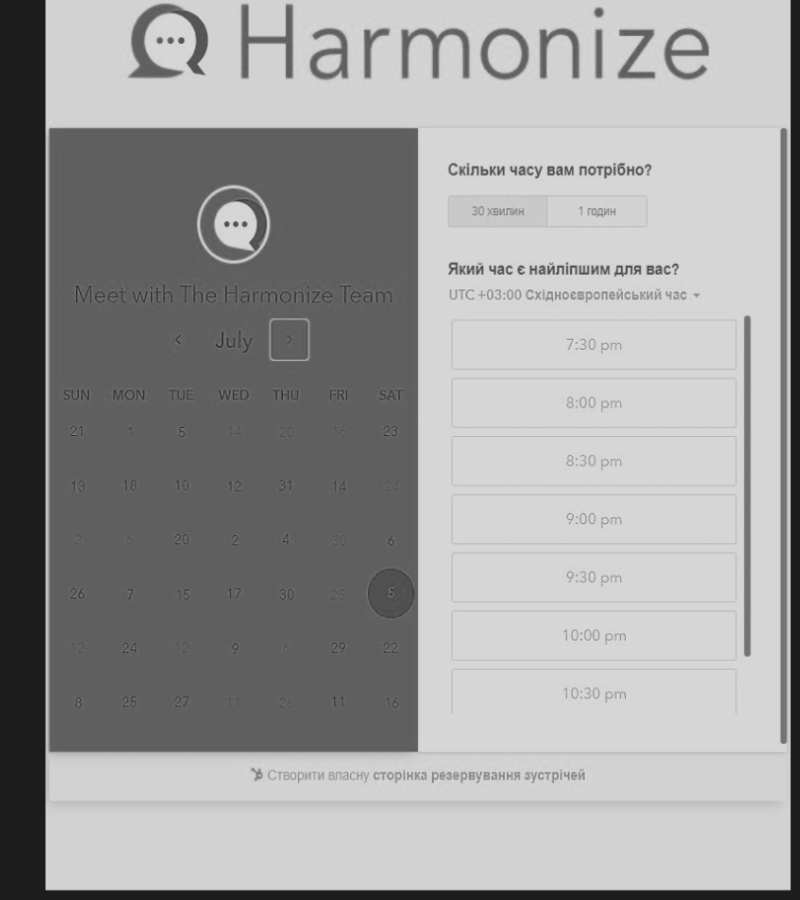 Harmonize
Meet with The Harmonize Team
July
SUN MON TUE WED THU FRI SAT
21 1 5 14 20 16 23
13 18 10 12 31 14 24
2 6 20 2 4 30 6
26 7 15 17 30 25 5
12 24 12 9 6 29 22
8 25 27 11 26 11 16
Скільки часу вам потрібно?
30 хвилин 1 годин
Який час є найліпшим для вас?
UTC +03:00 Східноєвропейський час
7:30 pm
8:00 pm
8:30 pm
9:00 pm
9:30 pm
10:00 pm
10:30 pm
Створити власну сторінка резервування зустрічей